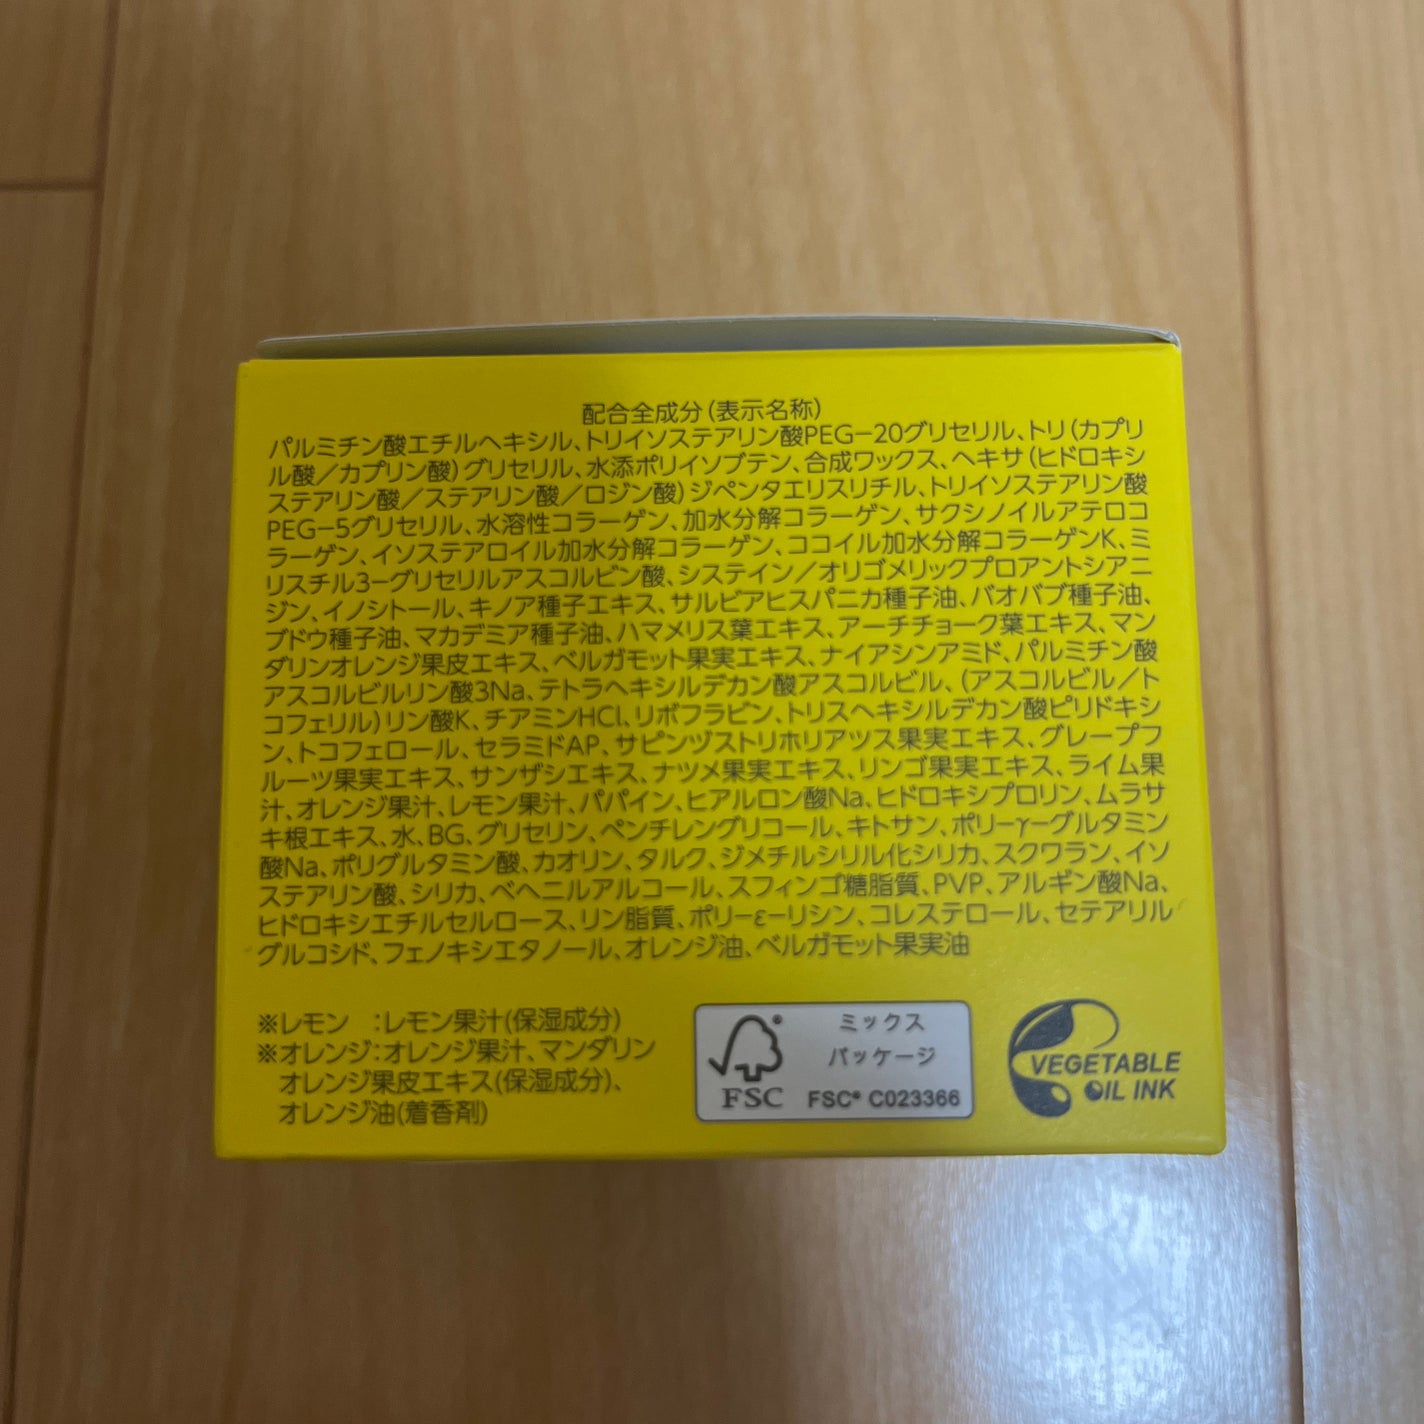 配合全成分(表示名称)
パルミチン酸エチルヘキシル、トリイソステアリン酸PEG-20グリセリル、トリ(カプリ
ル酸/カプリン酸)グリセリル、水添ポリイソブテン、合成ワックス、ヘキサ(ヒドロキシ
ステアリン酸/ステアリン酸/ロジン酸)ジペンタエリスリチル、トリイソステアリン酸
PEG-5グリセリル、水溶性コラーゲン、加水分解コラーゲン、サクシノイルアテロコ
ラーゲン、イソステアロイル加水分解コラーゲン、ココイル加水分解コラーゲンK、ミ
リスチル3-グリセリルアスコルビン酸、システイン/オリゴメリックプロアントシアニ
ジン、イノシトール、キノア種子エキス、サルビアヒスパニカ種子油、バオバブ種子油、
ブドウ種子油、マカデミア種子油、ハマメリス葉エキス、アーチチョーク葉エキス、マン
ダリンオレンジ果皮エキス、ベルガモット果実エキス、ナイアシンアミド、パルミチン酸
アスコルビルリン酸3Na、テトラヘキシルデカン酸アスコルビル、(アスコルビル/ト
コフェリル)リン酸K、チアミンHCl、リボフラビン、トリスヘキシルデカン酸ピリドキシ
ン、トコフェロール、セラミドAP、サピンヅストリホリアツス果実エキス、グレープフ
ルーツ果実エキス、サンザシエキス、ナツメ果実エキス、リンゴ果実エキス、ライム果
汁、オレンジ果汁、レモン果汁、パパイン、ヒアルロン酸Na、ヒドロキシプロリン、ムラサ
キ根エキス、水、BG、グリセリン、ペンチレングリコール、キトサン、ポリ-γ-グルタミン
酸Na、ポリグルタミン酸、カオリン、タルク、ジメチルシリル化シリカ、スクワラン、イソ
ステアリン酸、シリカ、ベヘニルアルコール、スフィンゴ糖脂質、PVP、アルギン酸Na、
ヒドロキシエチルセルロース、リン脂質、ポリ-ε-リシン、コレステロール、セテアリル
グルコシド、フェノキシエタノール、オレンジ油、ベルガモット果実油
※レモン :レモン果汁(保湿成分)
※オレンジ:オレンジ果汁、マンダリン
オレンジ果皮エキス(保湿成分)、
オレンジ油(着香剤)
FSC
ミックス
パッケージ
FSC® C023366
VEGETABLE
OIL INK